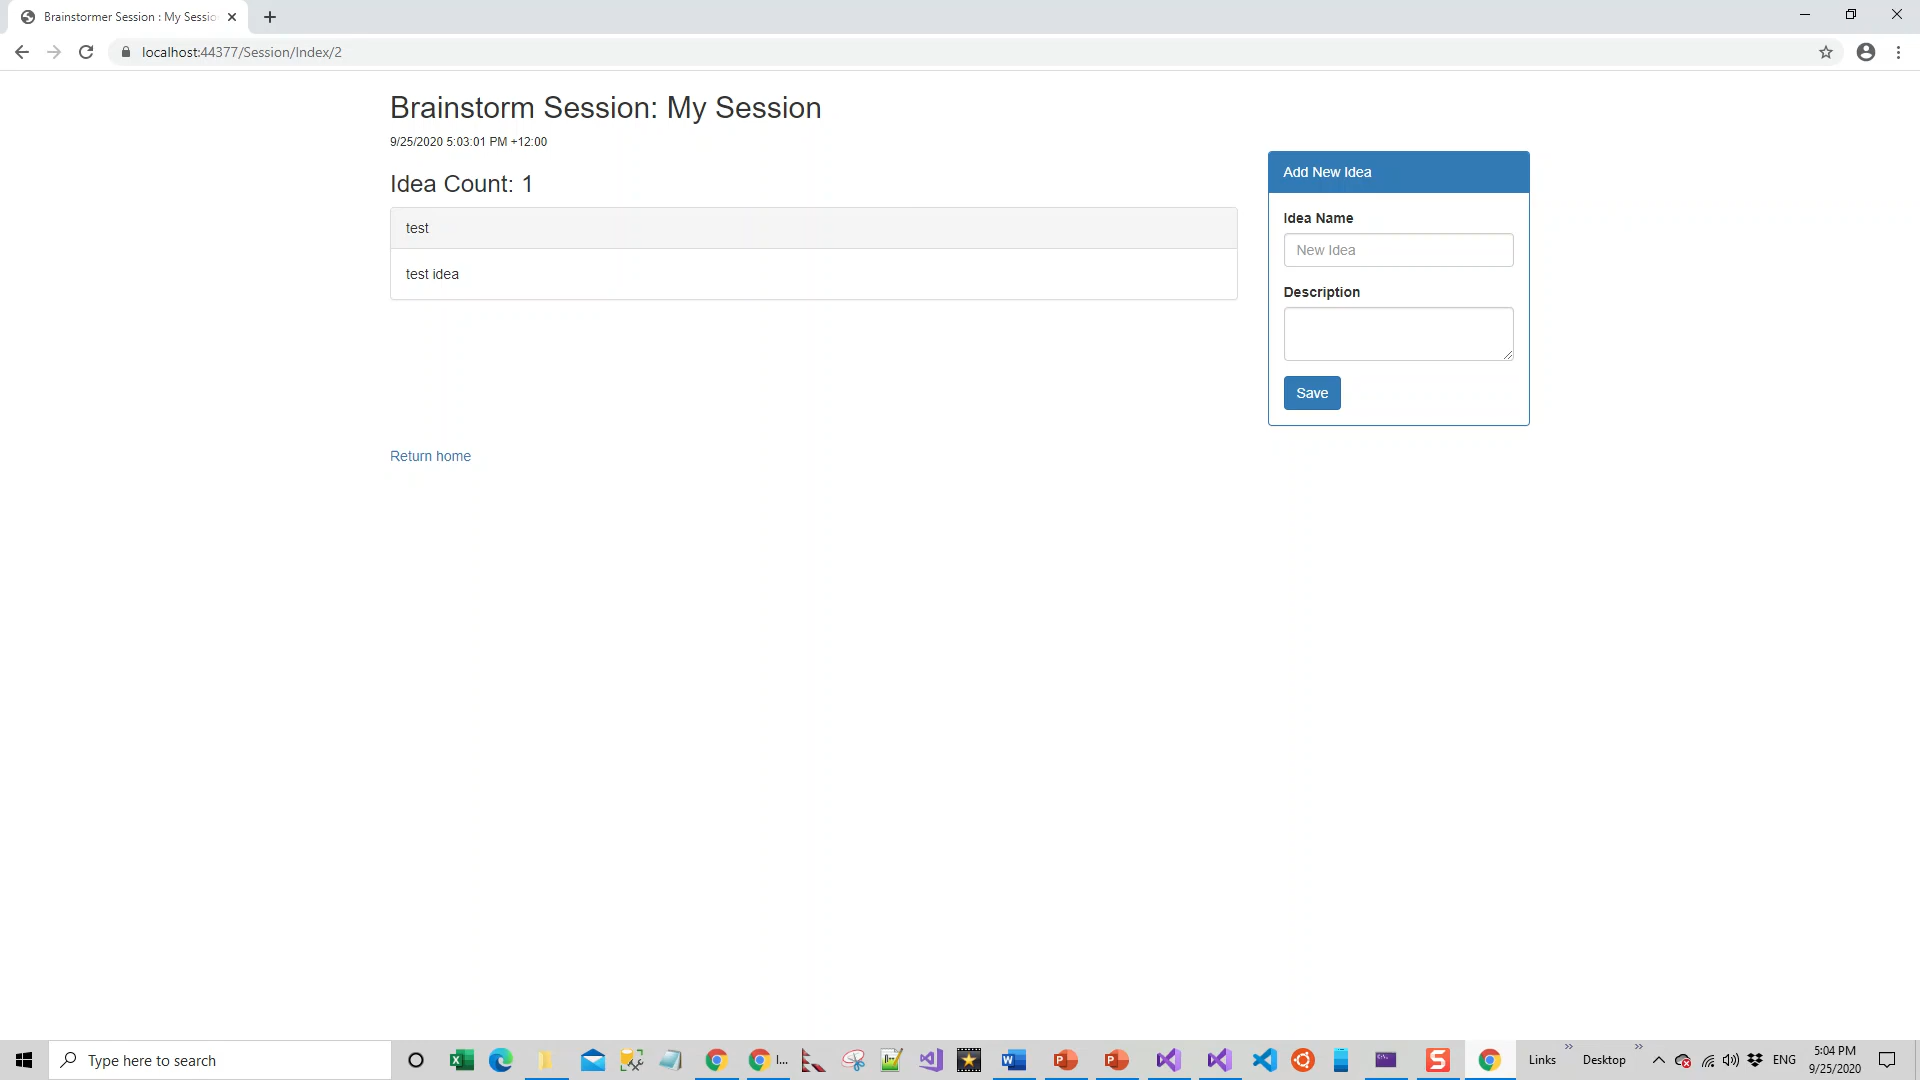 Brainstormer Session : My Sessio
localhost:44377/Session/Index/2
Brainstorm Session: My Session
9/25/2020 5:03:01 PM +12:00
Idea Count: 1
test
test idea
Return home
Add New Idea
Idea Name
New Idea
Description
Save
Type here to search
I...
Links
Desktop
ENG
5:04 PM
9/25/2020